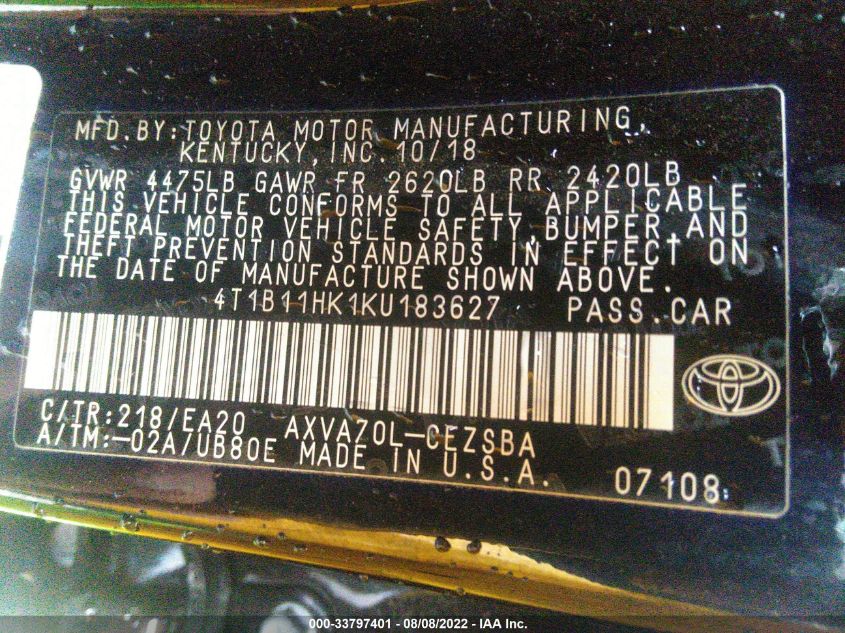 MFD.BY:TOYOTA MOTOR MANUFACTURING,
KENTUCKY,INC.10/18
GVWR 4475LB GAWR FR 2620LB RR 2420LB
THIS VEHICLE CONFORMS TO ALL APPLICABLE
FEDERAL MOTOR VEHICLE SAFETY,BUMPER,AND
THEFT PREVENTION STANDARDS IN EFFECT ON
THE DATE OF MANUFACTURE SHOWN ABOVE.
4T1B11HK1KU183627 PASS.CAR
C/TR:218/EA20 AXVA70L-CEZSBA
A/TM:-02A/UB80E MADE IN U.S.A.
07108
000-33797401 - 08/08/2022 - IAA Inc.